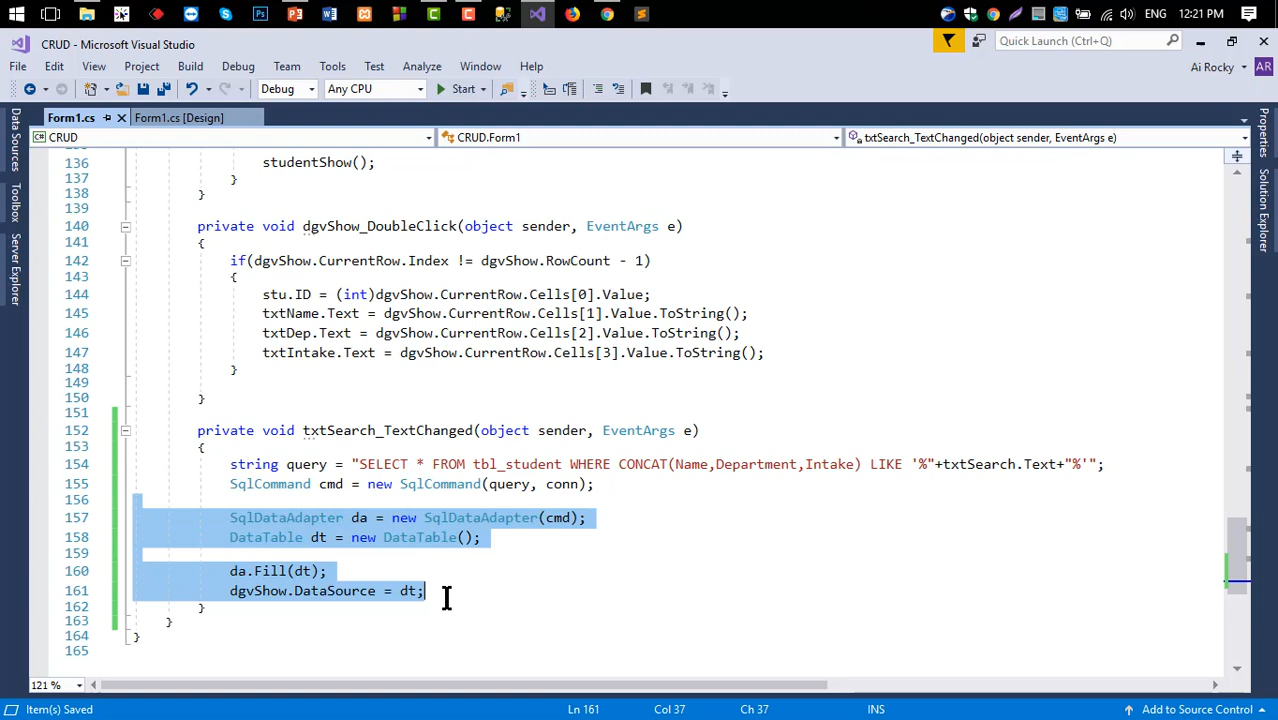 ENG 12:21 PM
CRUD - Microsoft Visual Studio
Quick Launch (Ctrl+Q)
File Edit View Project Build Debug Team Tools Test Analyze Window Help
Ai Rocky AR
Debug Any CPU Start
Form1.cs Form1.cs [Design]
CRUD CRUD.Form1 txtSearch_TextChanged(object sender, EventArgs e)
Data Sources
Toolbox
Server Explorer
Properties
Solution Explorer
136 studentShow();
137 }
138 }
139
140 private void dgvShow_DoubleClick(object sender, EventArgs e)
141 {
142 if(dgvShow.CurrentRow.Index != dgvShow.RowCount - 1)
143 {
144 stu.ID = (int)dgvShow.CurrentRow.Cells[0].Value;
145 txtName.Text = dgvShow.CurrentRow.Cells[1].Value.ToString();
146 txtDep.Text = dgvShow.CurrentRow.Cells[2].Value.ToString();
147 txtIntake.Text = dgvShow.CurrentRow.Cells[3].Value.ToString();
148 }
149
150 }
151
152 private void txtSearch_TextChanged(object sender, EventArgs e)
153 {
154 string query = "SELECT * FROM tbl_student WHERE CONCAT(Name,Department,Intake) LIKE '%"+txtSearch.Text+"%'";
155 SqlCommand cmd = new SqlCommand(query, conn);
156
157 SqlDataAdapter da = new SqlDataAdapter(cmd);
158 DataTable dt = new DataTable();
159
160 da.Fill(dt);
161 dgvShow.DataSource = dt;
162 }
163 }
164 }
165
121 %
Item(s) Saved Ln 161 Col 37 Ch 37 INS Add to Source Control